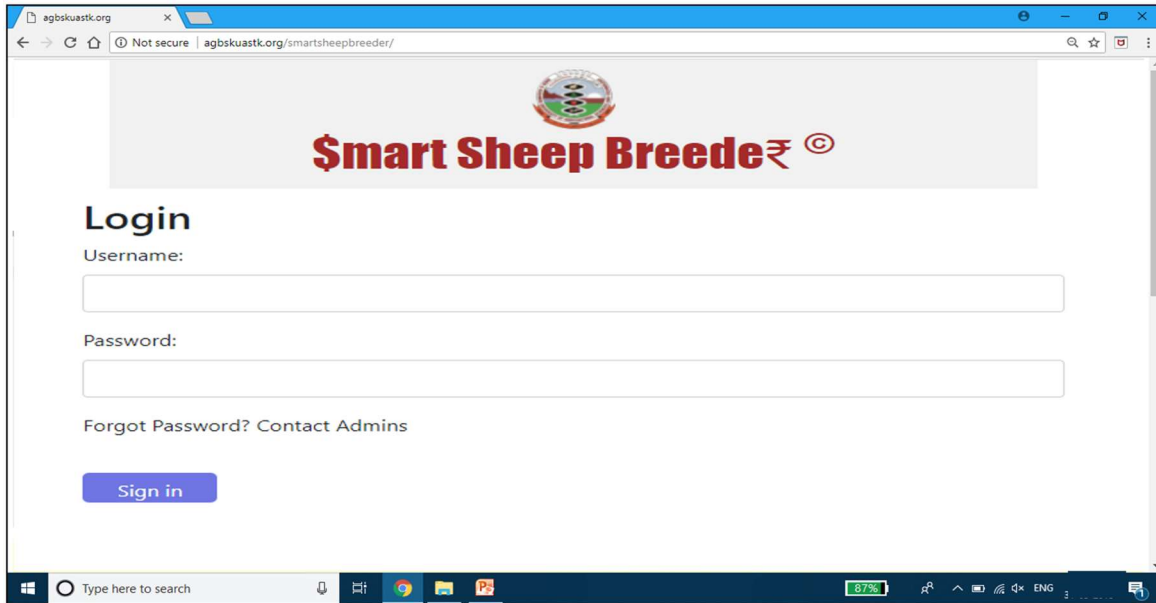 agbskuastk.org
Not secure | agbskuastk.org/smartsheepbreeder/
$mart Sheep Breede₹ ©
Login
Username:
Password:
Forgot Password? Contact Admins
Sign in
Type here to search
87%
ENG